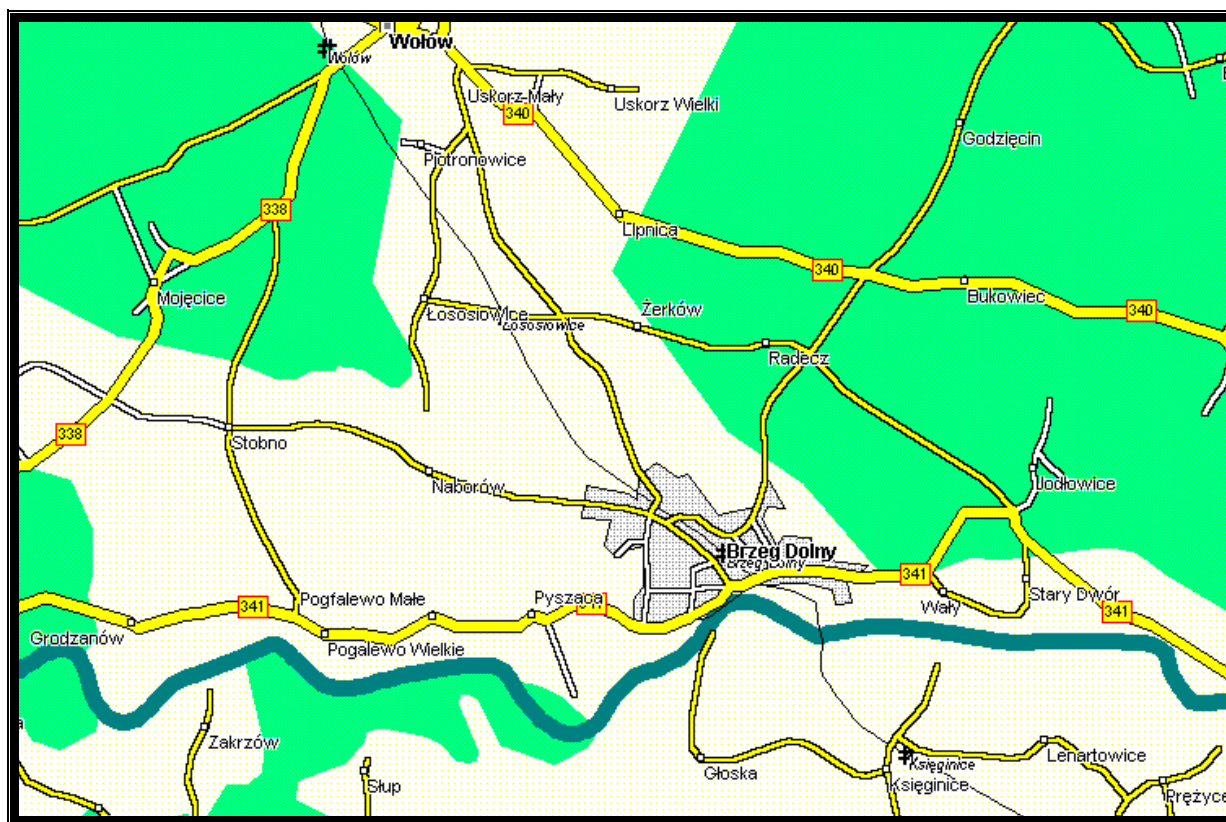 Wołów
Wołów
Uskorz Mały
Uskorz Wielki
340
Godzięcin
Pjotronowice
338
Lipnica
340
Bukowiec
Mojęcice
340
Łososiowice
Łososiowice
Żerków
Radecz
338
Stobno
Naborów
Jodłowice
Brzeg Dolny
Brzeg Dolny
341
Stary Dwór
Wały
341
Pogfalewo Małe
341
Pysząca
Grodzanów
Pogalewo Wielkie
Zakrzów
Słup
Głoska
Księginice
Księginice
Lenartowice
Prężyce